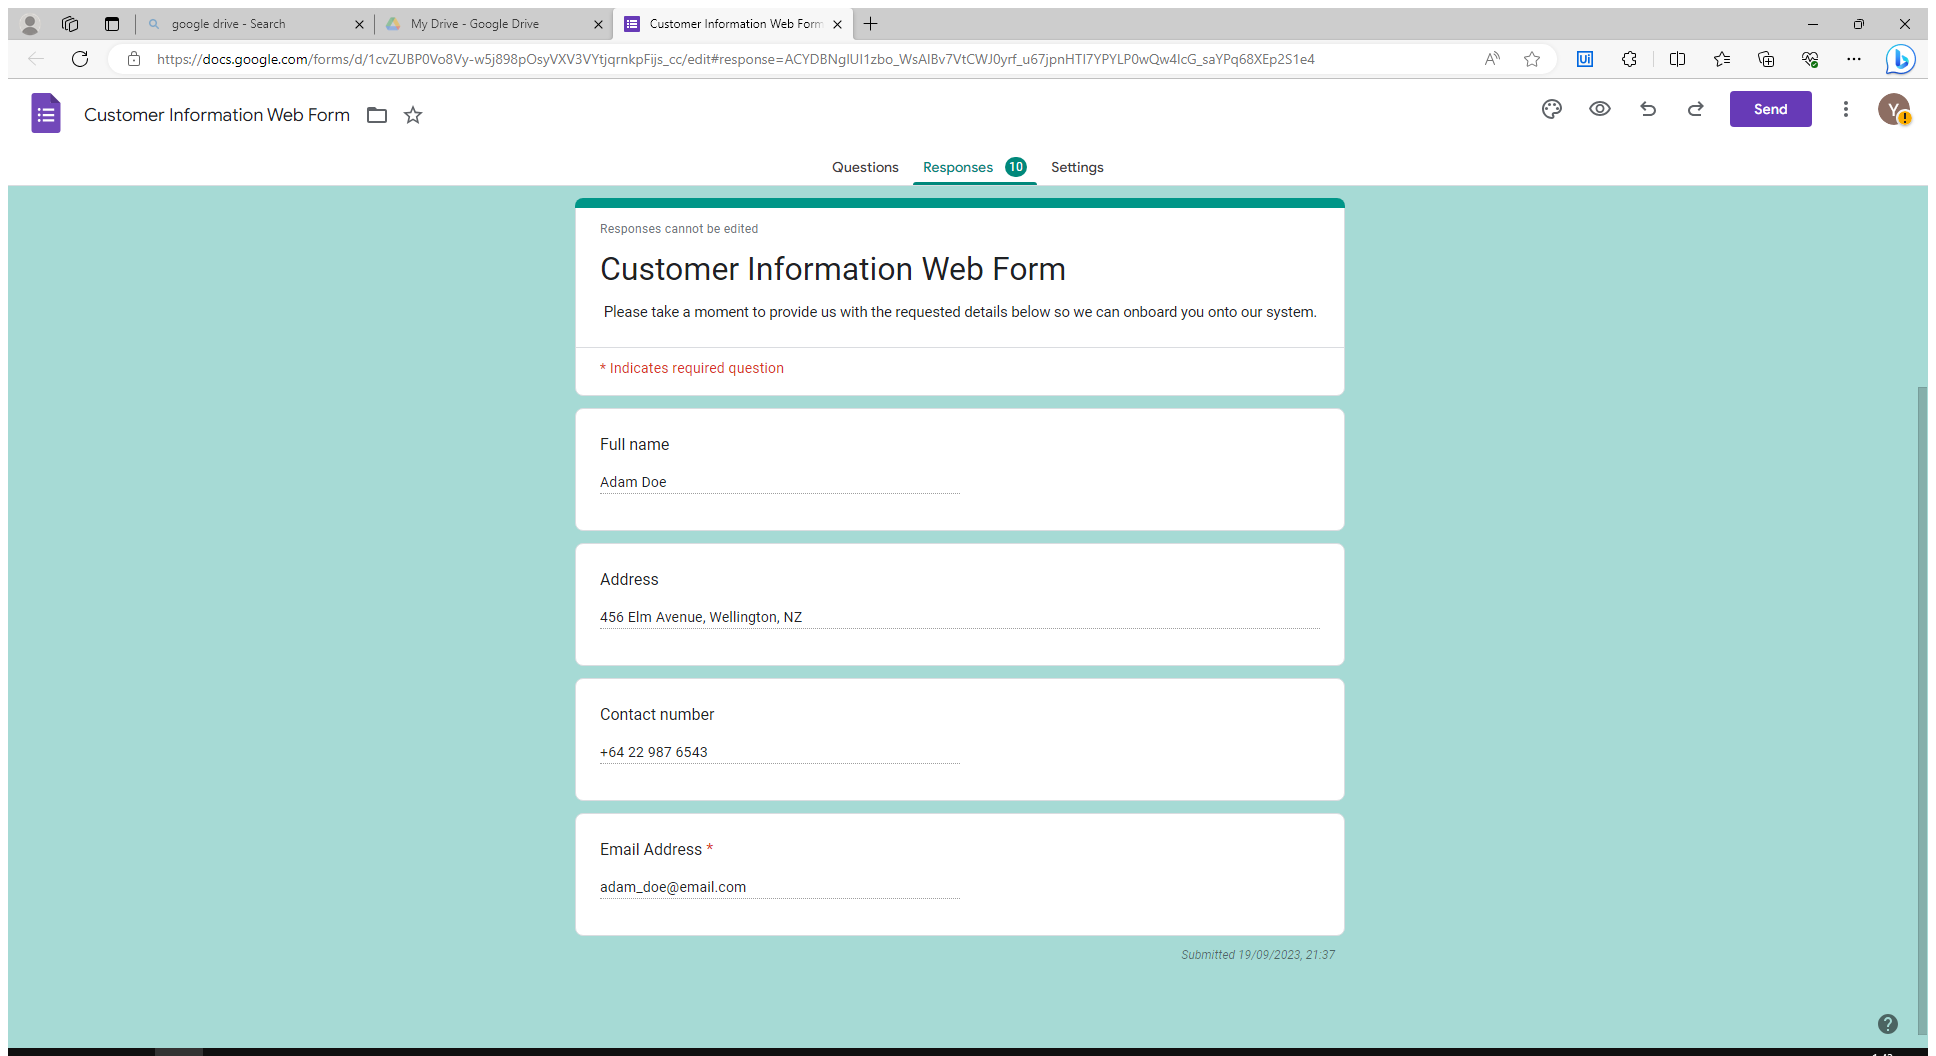 google drive - Search
My Drive - Google Drive
Customer Information Web Form
https://docs.google.com/forms/d/1cvZUBP0Vo8Vy-w5j898pOsyVXV3VYtjqrnkpFijs_cc/edit#response=ACYDBNgIUI1zbo_WsAIBv7VtCWJ0yrf_u67jpnHTI7YPYLP0wQw4lcG_saYPq68XEp2S1e4
Customer Information Web Form
Send
Y
Questions
Responses 10
Settings
Responses cannot be edited
Customer Information Web Form
Please take a moment to provide us with the requested details below so we can onboard you onto our system.
* Indicates required question
Full name
Adam Doe
Address
456 Elm Avenue, Wellington, NZ
Contact number
+64 22 987 6543
Email Address *
adam_doe@email.com
Submitted 19/09/2023, 21:37